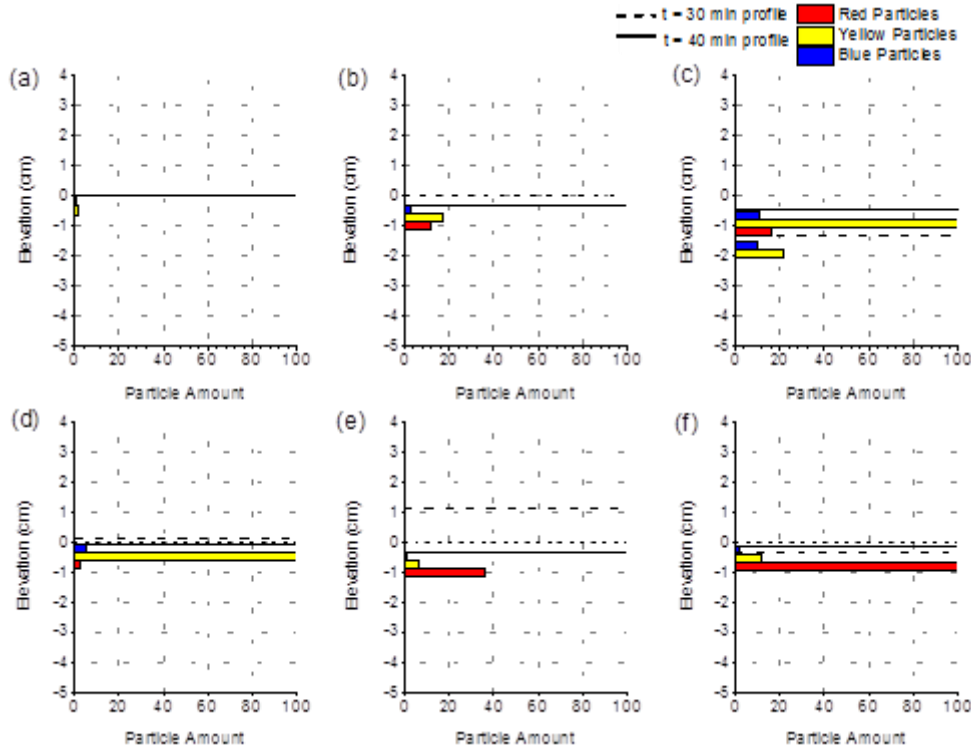 t = 30 min profile
t = 40 min profile
Red Particles
Yellow Particles
Blue Particles
(a)
4
3
2
1
0
-1
-2
-3
-4
-5
Elevation (cm)
0 20 40 60 80 100
Particle Amount
(b)
4
3
2
1
0
-1
-2
-3
-4
-5
Elevation (cm)
0 20 40 60 80 100
Particle Amount
(c)
4
3
2
1
0
-1
-2
-3
-4
-5
Elevation (cm)
0 20 40 60 80 100
Particle Amount
(d)
4
3
2
1
0
-1
-2
-3
-4
-5
Elevation (cm)
0 20 40 60 80 100
Particle Amount
(e)
4
3
2
1
0
-1
-2
-3
-4
-5
Elevation (cm)
0 20 40 60 80 100
Particle Amount
(f)
4
3
2
1
0
-1
-2
-3
-4
-5
Elevation (cm)
0 20 40 60 80 100
Particle Amount